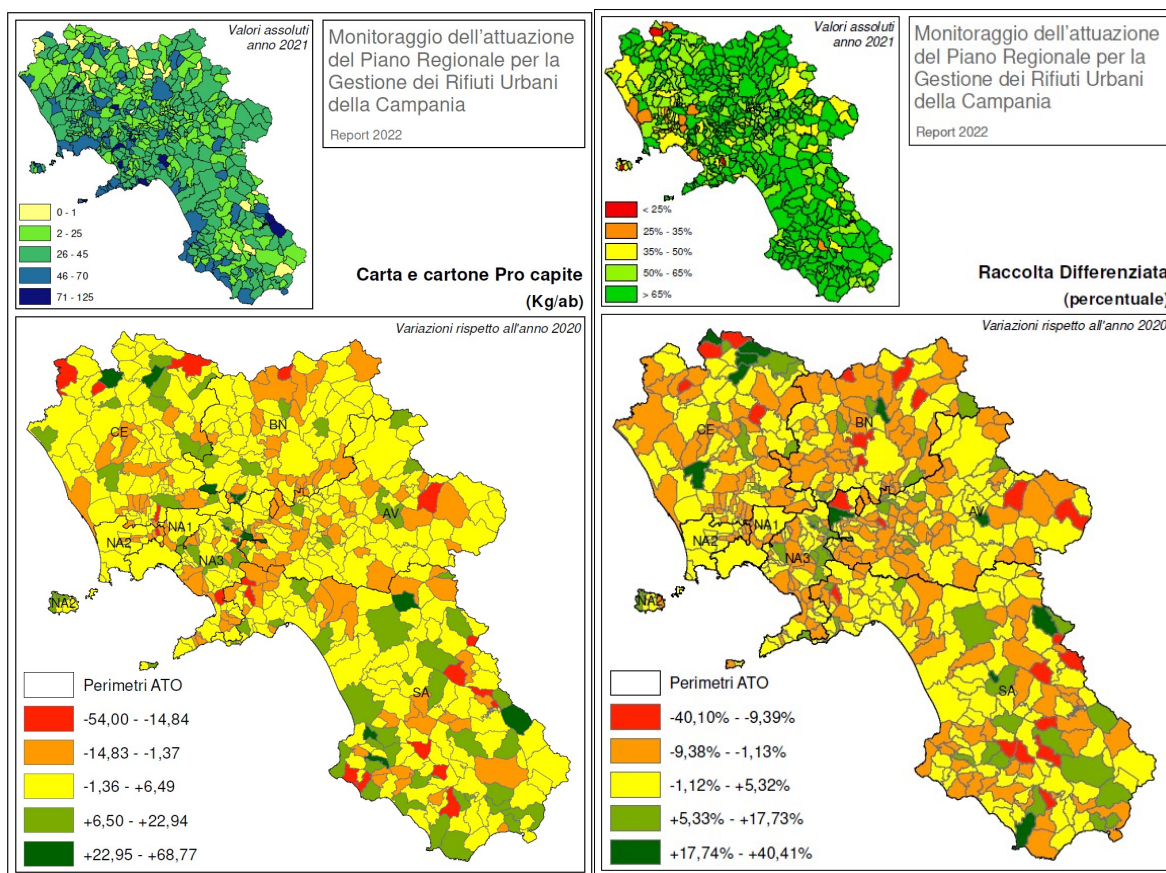 Valori assoluti
anno 2021
Monitoraggio dell'attuazione
del Piano Regionale per la
Gestione dei Rifiuti Urbani
della Campania
Report 2022
0 - 1
2 - 25
26 - 45
46 - 70
71 - 125
Carta e cartone Pro capite
(Kg/ab)
Variazioni rispetto all'anno 2020
CE
BN
AV
NA1
NA2
NA3
NA2
SA
Perimetri ATO
-54,00 - -14,84
-14,83 - -1,37
-1,36 - +6,49
+6,50 - +22,94
+22,95 - +68,77
Valori assoluti
anno 2021
Monitoraggio dell'attuazione
del Piano Regionale per la
Gestione dei Rifiuti Urbani
della Campania
Report 2022
< 25%
25% - 35%
35% - 50%
50% - 65%
> 65%
Raccolta Differenziata
(percentuale)
Variazioni rispetto all'anno 2020
CE
BN
AV
NA1
NA2
NA3
NA2
SA
Perimetri ATO
-40,10% - -9,39%
-9,38% - -1,13%
-1,12% - +5,32%
+5,33% - +17,73%
+17,74% - +40,41%